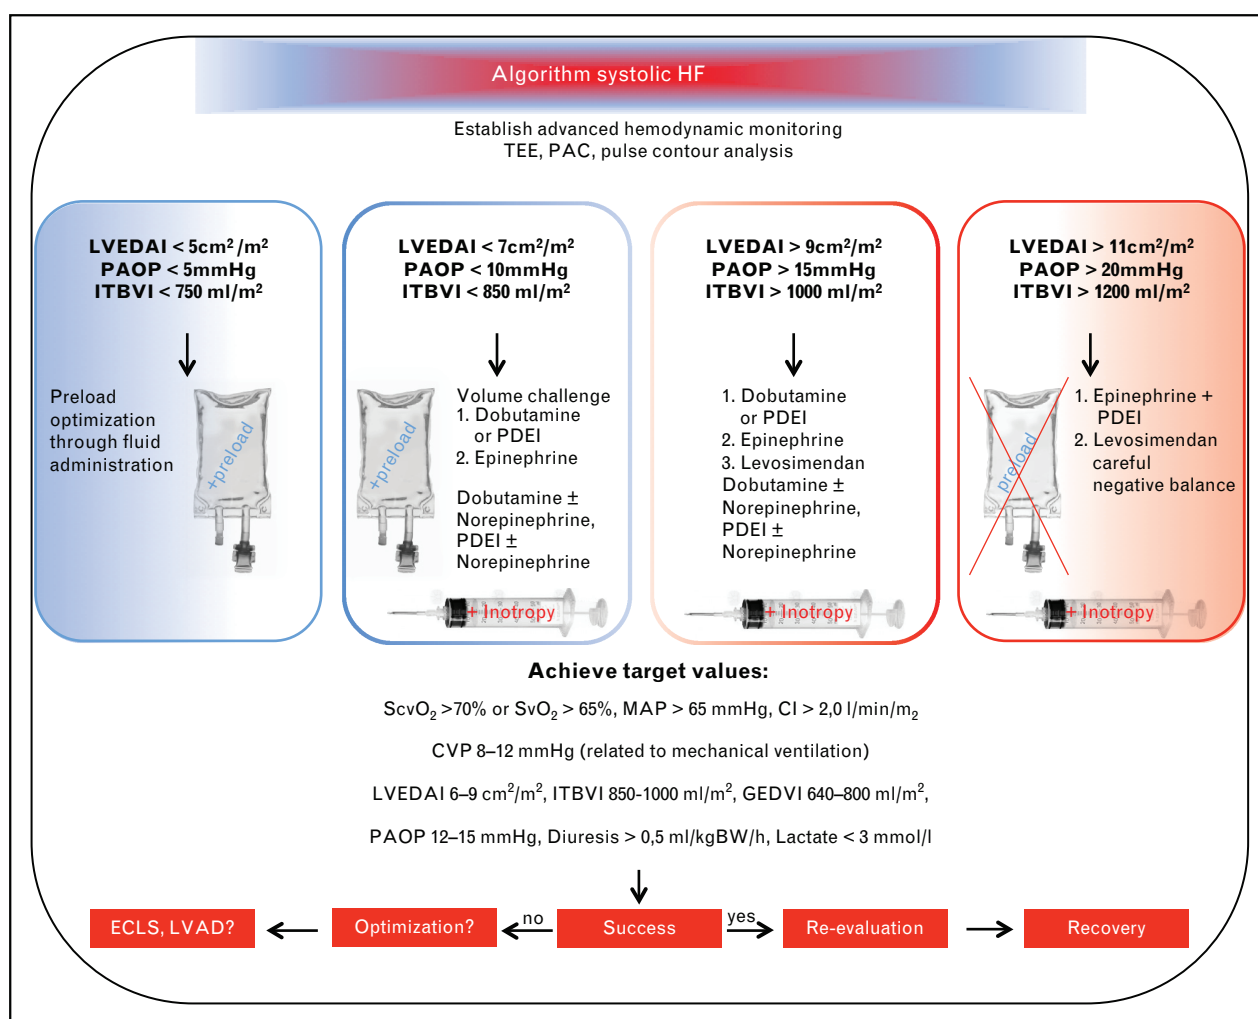 Algorithm systolic HF
Establish advanced hemodynamic monitoring
TEE, PAC, pulse contour analysis
LVEDAI < 5cm²/m²
PAOP < 5mmHg
ITBVI < 750 ml/m²
Preload
optimization
through fluid
administration
+preload
LVEDAI < 7cm²/m²
PAOP < 10mmHg
ITBVI < 850 ml/m²
+preload
Volume challenge
1. Dobutamine
or PDEI
2. Epinephrine
Dobutamine ±
Norepinephrine,
PDEI ±
Norepinephrine
+ Inotropy
LVEDAI > 9cm²/m²
PAOP > 15mmHg
ITBVI > 1000 ml/m²
1. Dobutamine
or PDEI
2. Epinephrine
3. Levosimendan
Dobutamine ±
Norepinephrine,
PDEI ±
Norepinephrine
+ Inotropy
LVEDAI > 11cm²/m²
PAOP > 20mmHg
ITBVI > 1200 ml/m²
preload
1. Epinephrine +
PDEI
2. Levosimendan
careful
negative balance
+ Inotropy
Achieve target values:
ScvO₂ >70% or SvO₂ > 65%, MAP > 65 mmHg, CI > 2,0 l/min/m₂
CVP 8–12 mmHg (related to mechanical ventilation)
LVEDAI 6–9 cm²/m², ITBVI 850-1000 ml/m², GEDVI 640–800 ml/m²,
PAOP 12–15 mmHg, Diuresis > 0,5 ml/kgBW/h, Lactate < 3 mmol/l
ECLS, LVAD?
Optimization?
no
Success
yes
Re-evaluation
Recovery